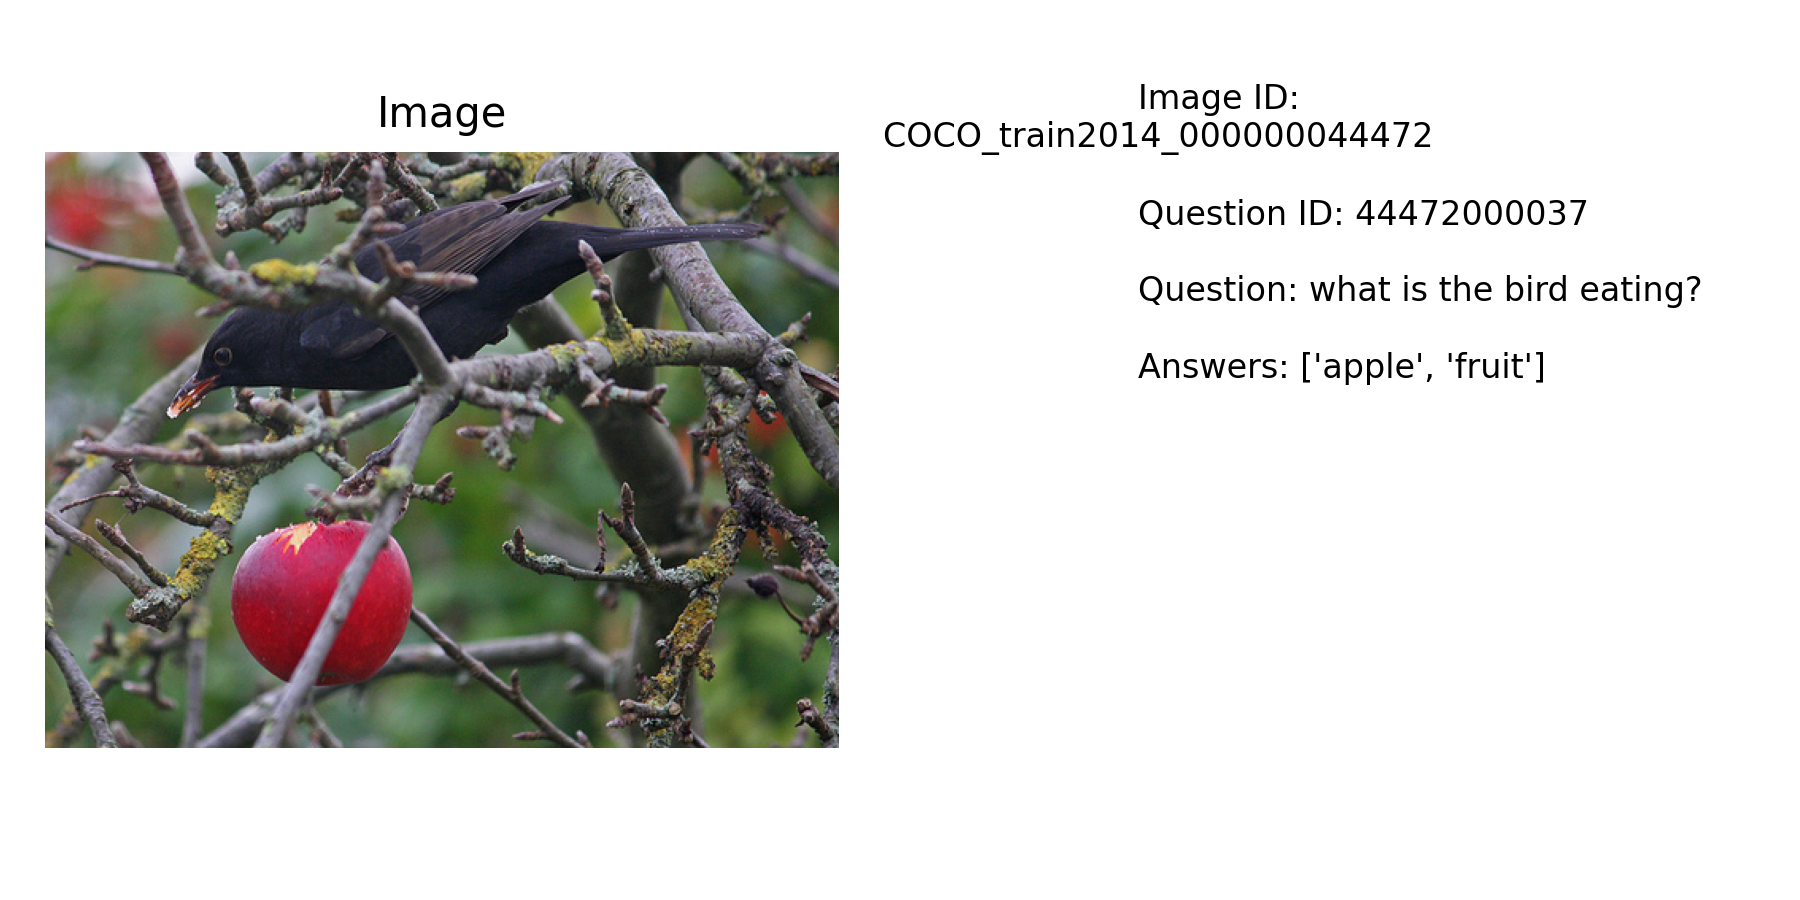 Image
Image ID:
COCO_train2014_000000044472
Question ID: 44472000037
Question: what is the bird eating?
Answers: ['apple', 'fruit']